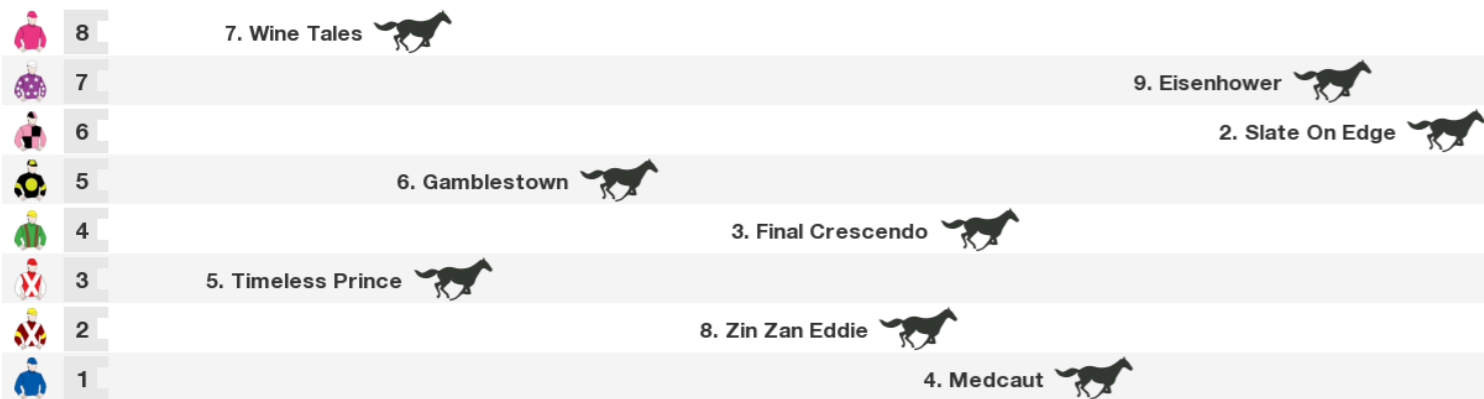 8 7. Wine Tales
7 9. Eisenhower
6 2. Slate On Edge
5 6. Gamblestown
4 3. Final Crescendo
3 5. Timeless Prince
2 8. Zin Zan Eddie
1 4. Medcaut